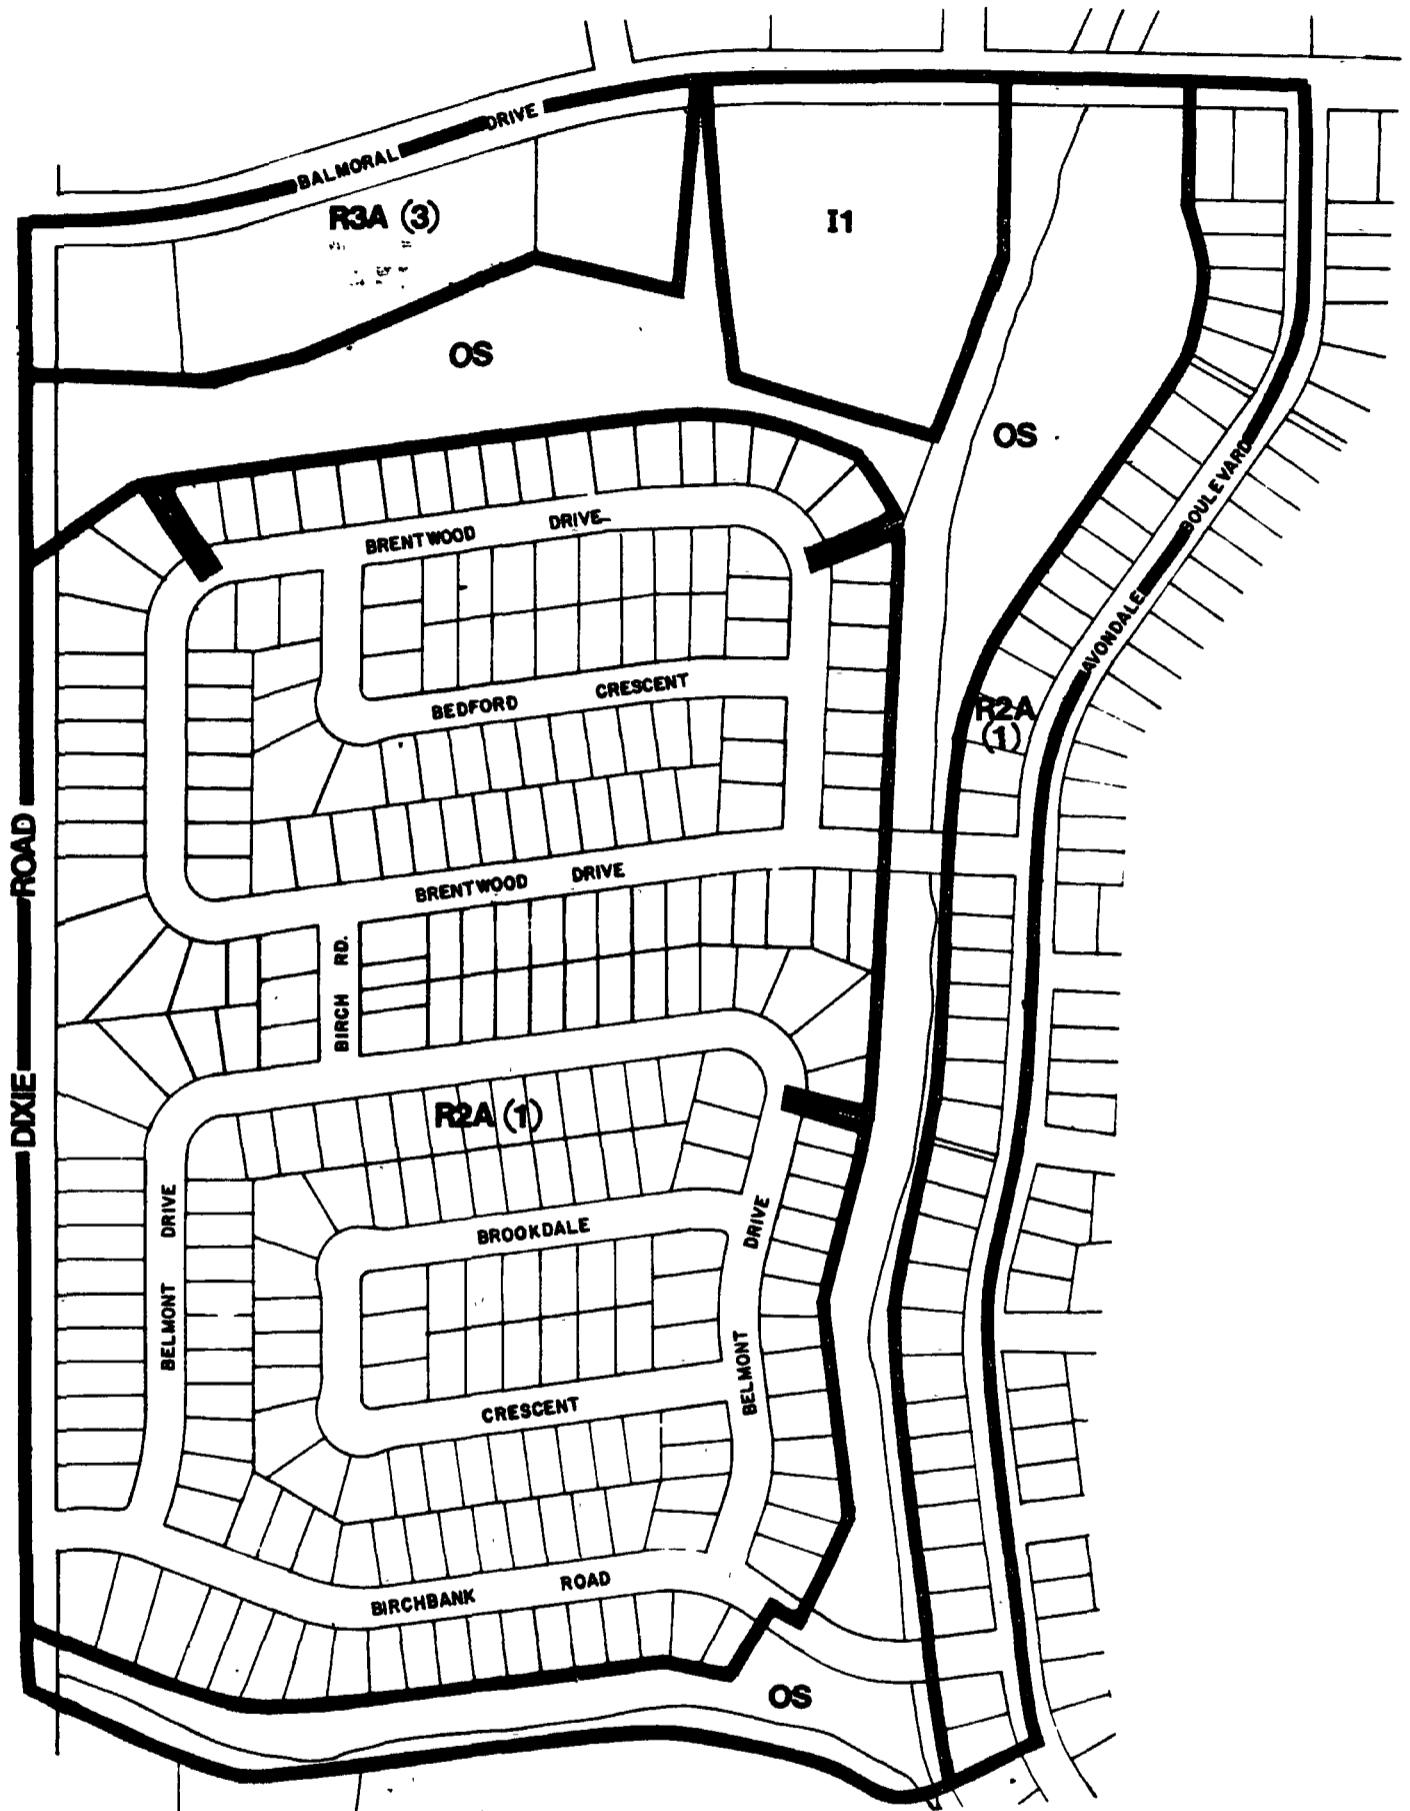 BALMORAL DRIVE
R3A (3)
I1
OS
OS
BRENTWOOD DRIVE
AVONDALE BOULEVARD
BEDFORD CRESCENT
R2A
(1)
DIXIE ROAD
BRENTWOOD DRIVE
BIRCH RD.
R2A (1)
BELMONT DRIVE
BROOKDALE
BELMONT DRIVE
CRESCENT
BIRCHBANK ROAD
OS